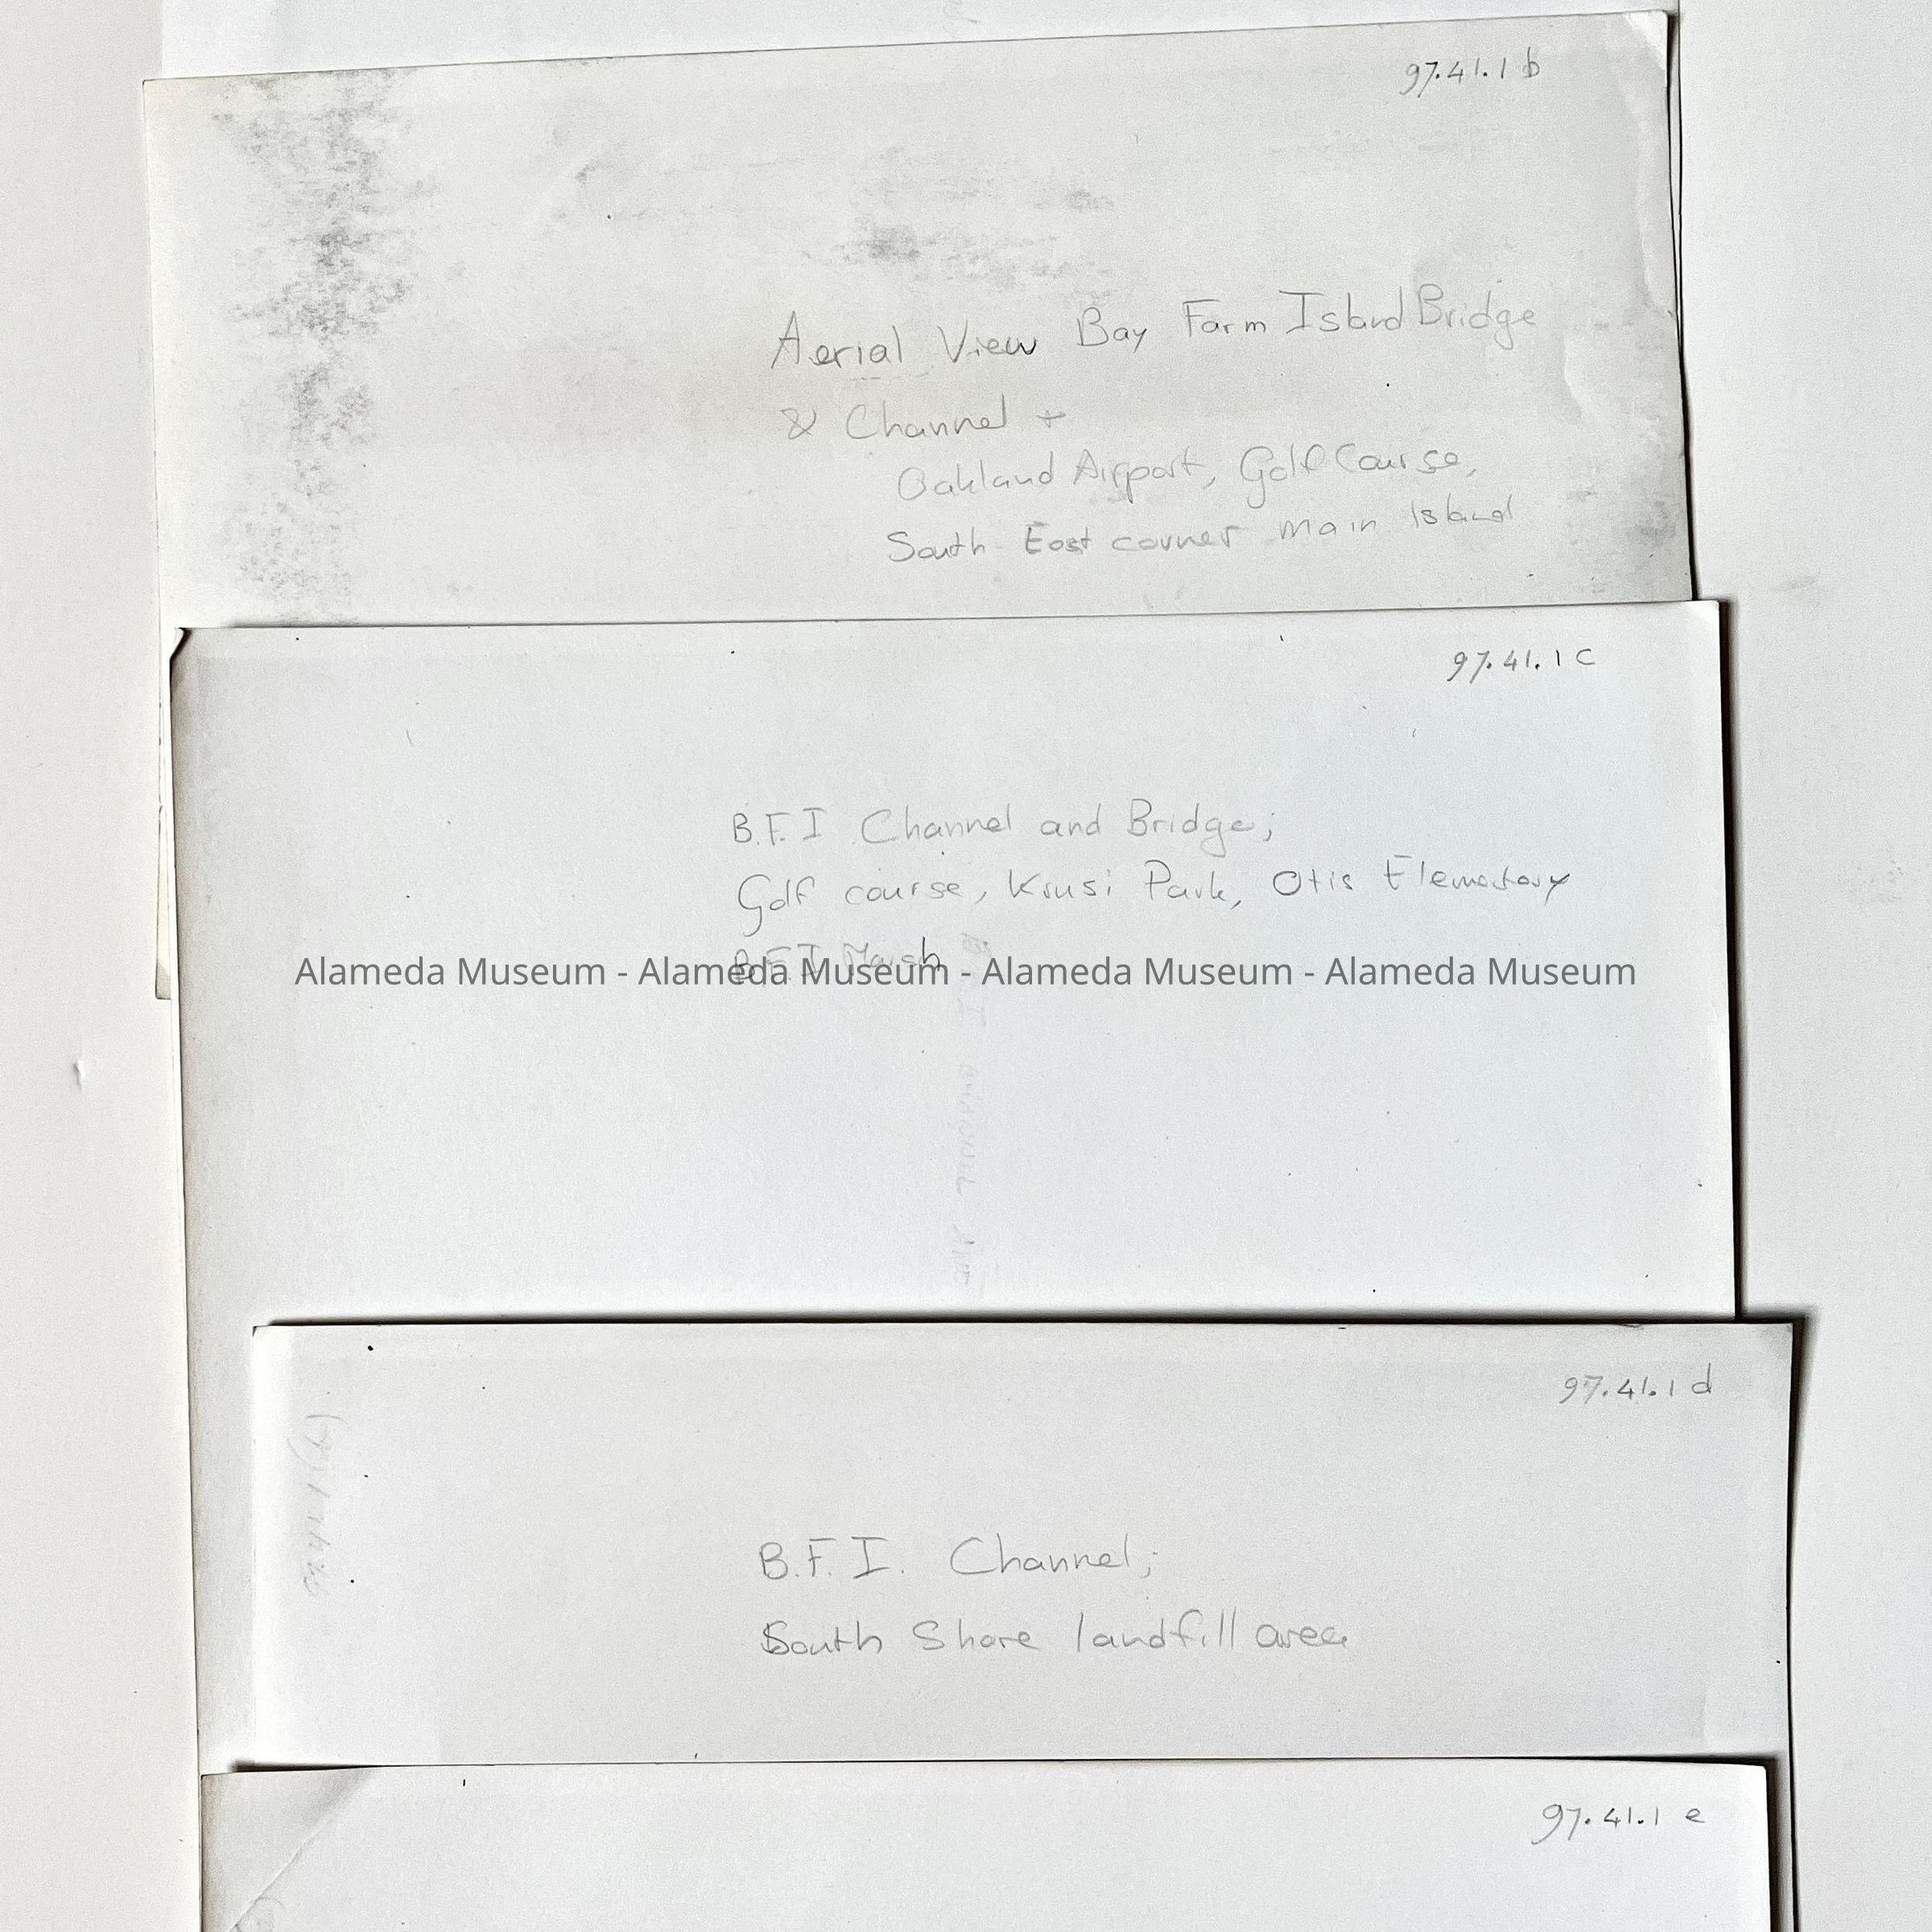 97.41.1 b
Aerial View Bay Farm Island Bridge
& Channel +
Oakland Airport, Golf Course,
South-East corner main Island
97.41.1 c
B.F.I Channel and Bridge;
Golf course, Krusi Park, Otis Elementary
B.F.I Marsh
Alameda Museum - Alameda Museum - Alameda Museum - Alameda Museum
97.41.1 d
B.F.I. Channel;
South Shore landfill area
97.41.1 e